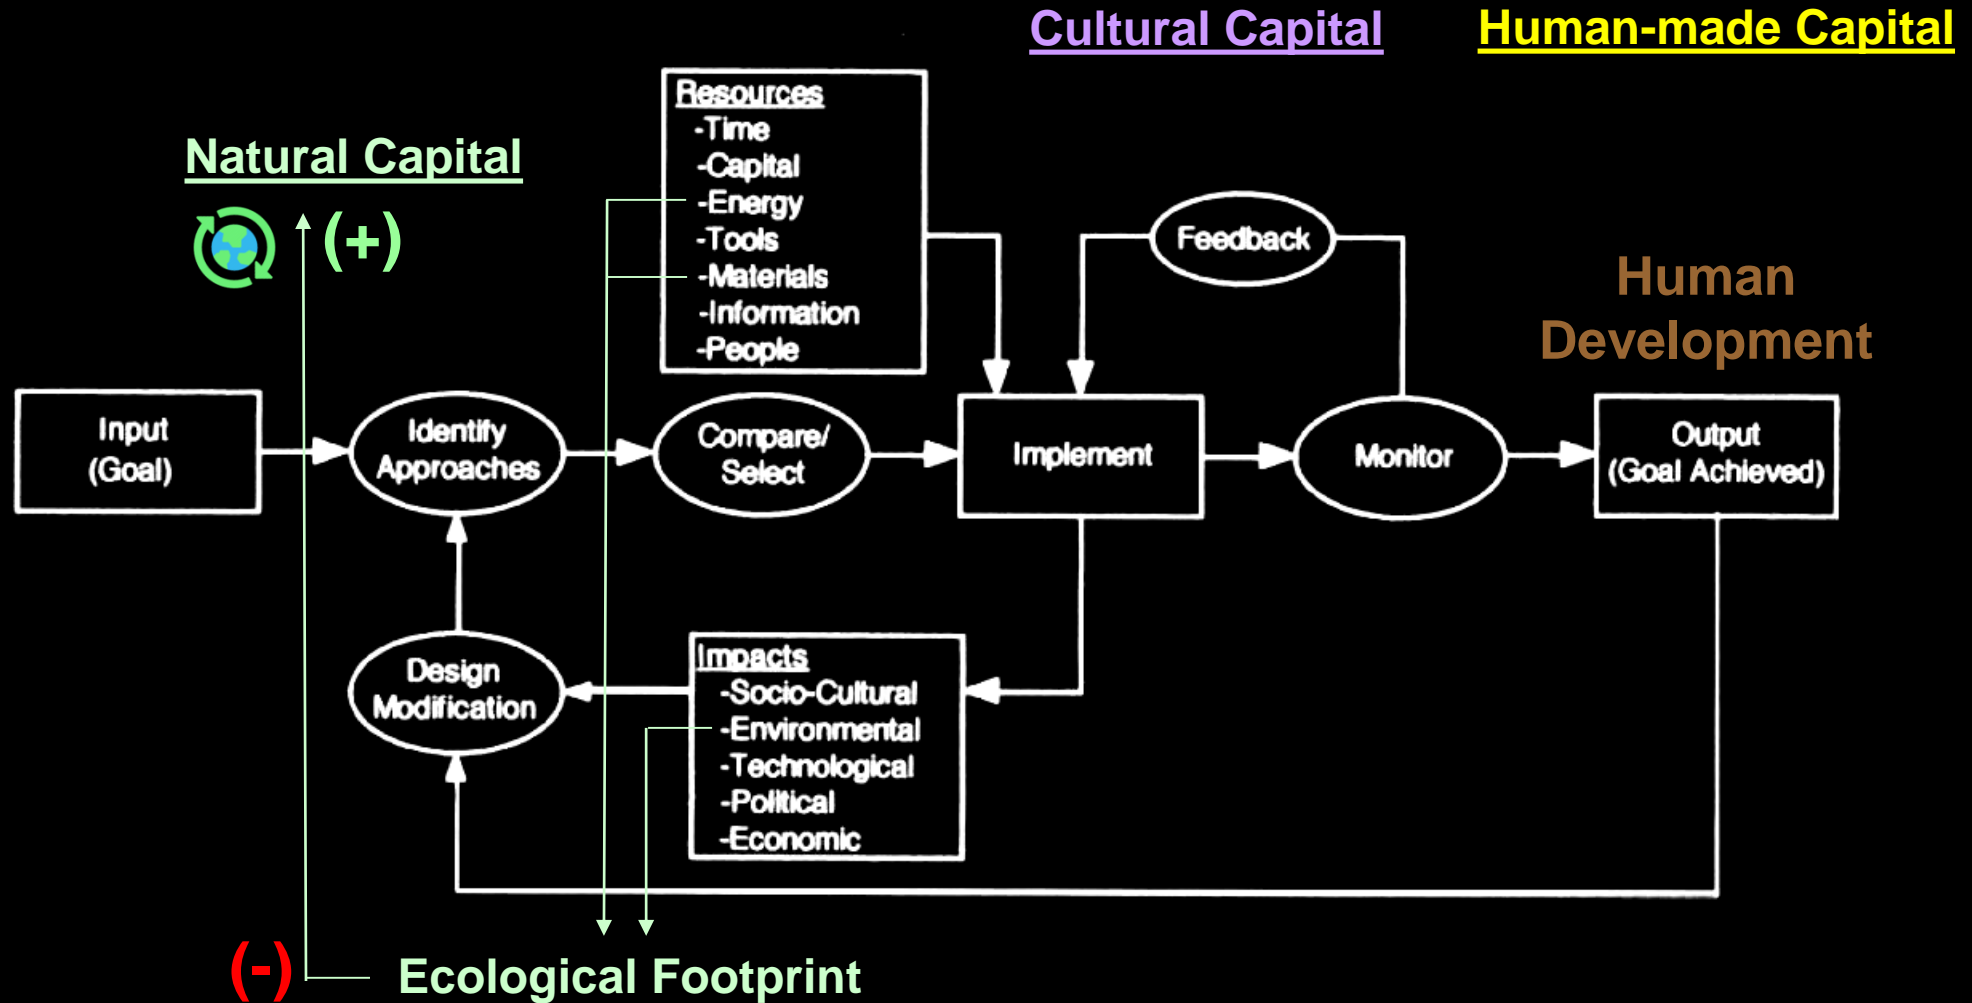 Cultural Capital
Human-made Capital
Natural Capital
(+)
Resources
-Time
-Capital
-Energy
-Tools
-Materials
-Information
-People
Feedback
Human
Development
Input
(Goal)
Identify
Approaches
Compare/
Select
Implement
Monitor
Output
(Goal Achieved)
Design
Modification
Impacts
-Socio-Cultural
-Environmental
-Technological
-Political
-Economic
(-)
Ecological Footprint